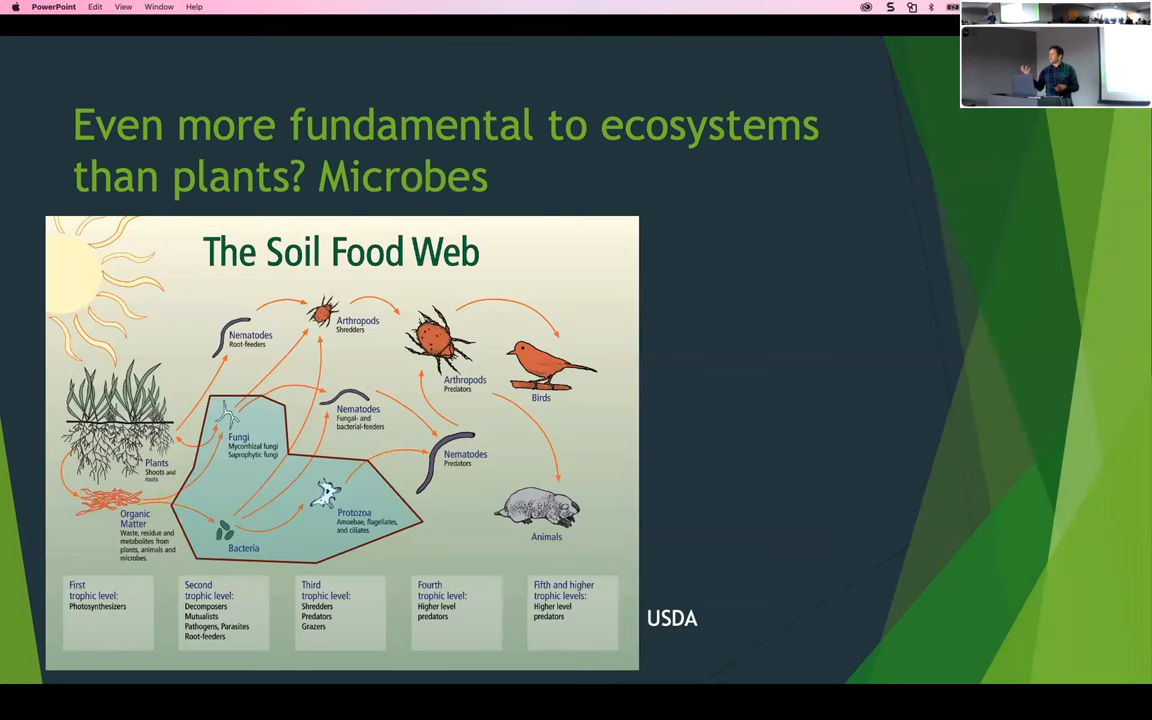 PowerPoint File Edit View Window Help
Even more fundamental to ecosystems
than plants? Microbes
The Soil Food Web
Arthropods
Shredders
Nematodes
Root-feeders
Arthropods
Predators
Birds
Nematodes
Fungal- and
bacterial-feeders
Fungi
Mycorrhizal fungi
Saprophytic fungi
Nematodes
Predators
Plants
Shoots and
roots
Organic
Matter
Waste, residue and
metabolites from
plants, animals and
microbes.
Protozoa
Amoebae, flagellates,
and ciliates
Bacteria
Animals
First
trophic level:
Photosynthesizers
Second
trophic level:
Decomposers
Mutualists
Pathogens, Parasites
Root-feeders
Third
trophic level:
Shredders
Predators
Grazers
Fourth
trophic level:
Higher level
predators
Fifth and higher
trophic levels:
Higher level
predators
USDA